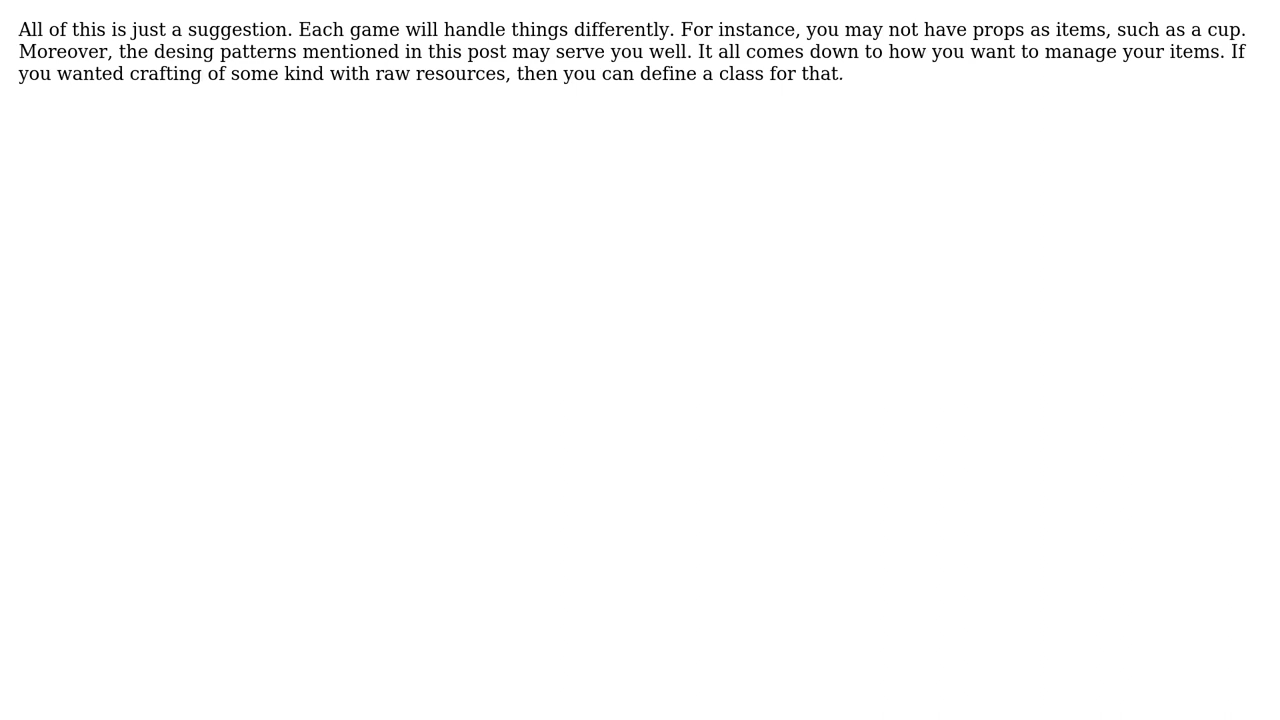 All of this is just a suggestion. Each game will handle things differently. For instance, you may not have props as items, such as a cup.
Moreover, the desing patterns mentioned in this post may serve you well. It all comes down to how you want to manage your items. If
you wanted crafting of some kind with raw resources, then you can define a class for that.